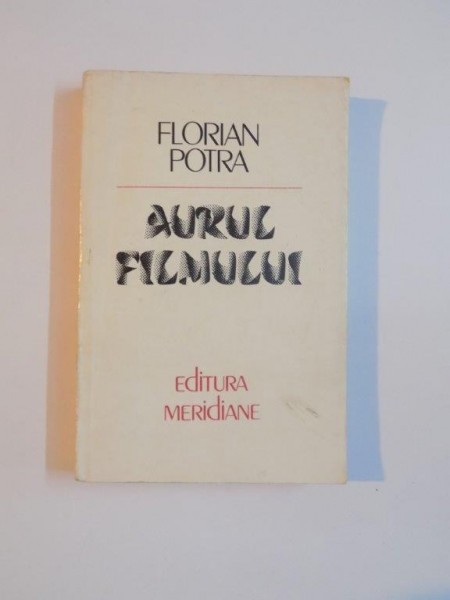 FLORIAN
POTRA
AURUL
FILMULUI
EdiTURA
MERidiANE